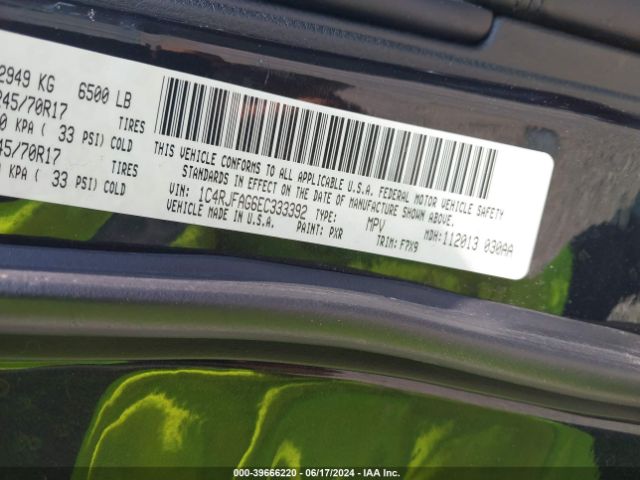 2949 KG 6500 LB
245/70R17 TIRES
0 KPA ( 33 PSI) COLD
45/70R17 TIRES
KPA ( 33 PSI) COLD
THIS VEHICLE CONFORMS TO ALL APPLICABLE U.S.A. FEDERAL MOTOR VEHICLE SAFETY
STANDARDS IN EFFECT ON THE DATE OF MANUFACTURE SHOWN ABOVE.
VIN: 1C4RJFAG6EC333392 TYPE: MPV MDH: 112013 030AA
VEHICLE MADE IN U.S.A. PAINT: PXR TRIM: F7X9
000-39666220 - 06/17/2024 - IAA Inc.